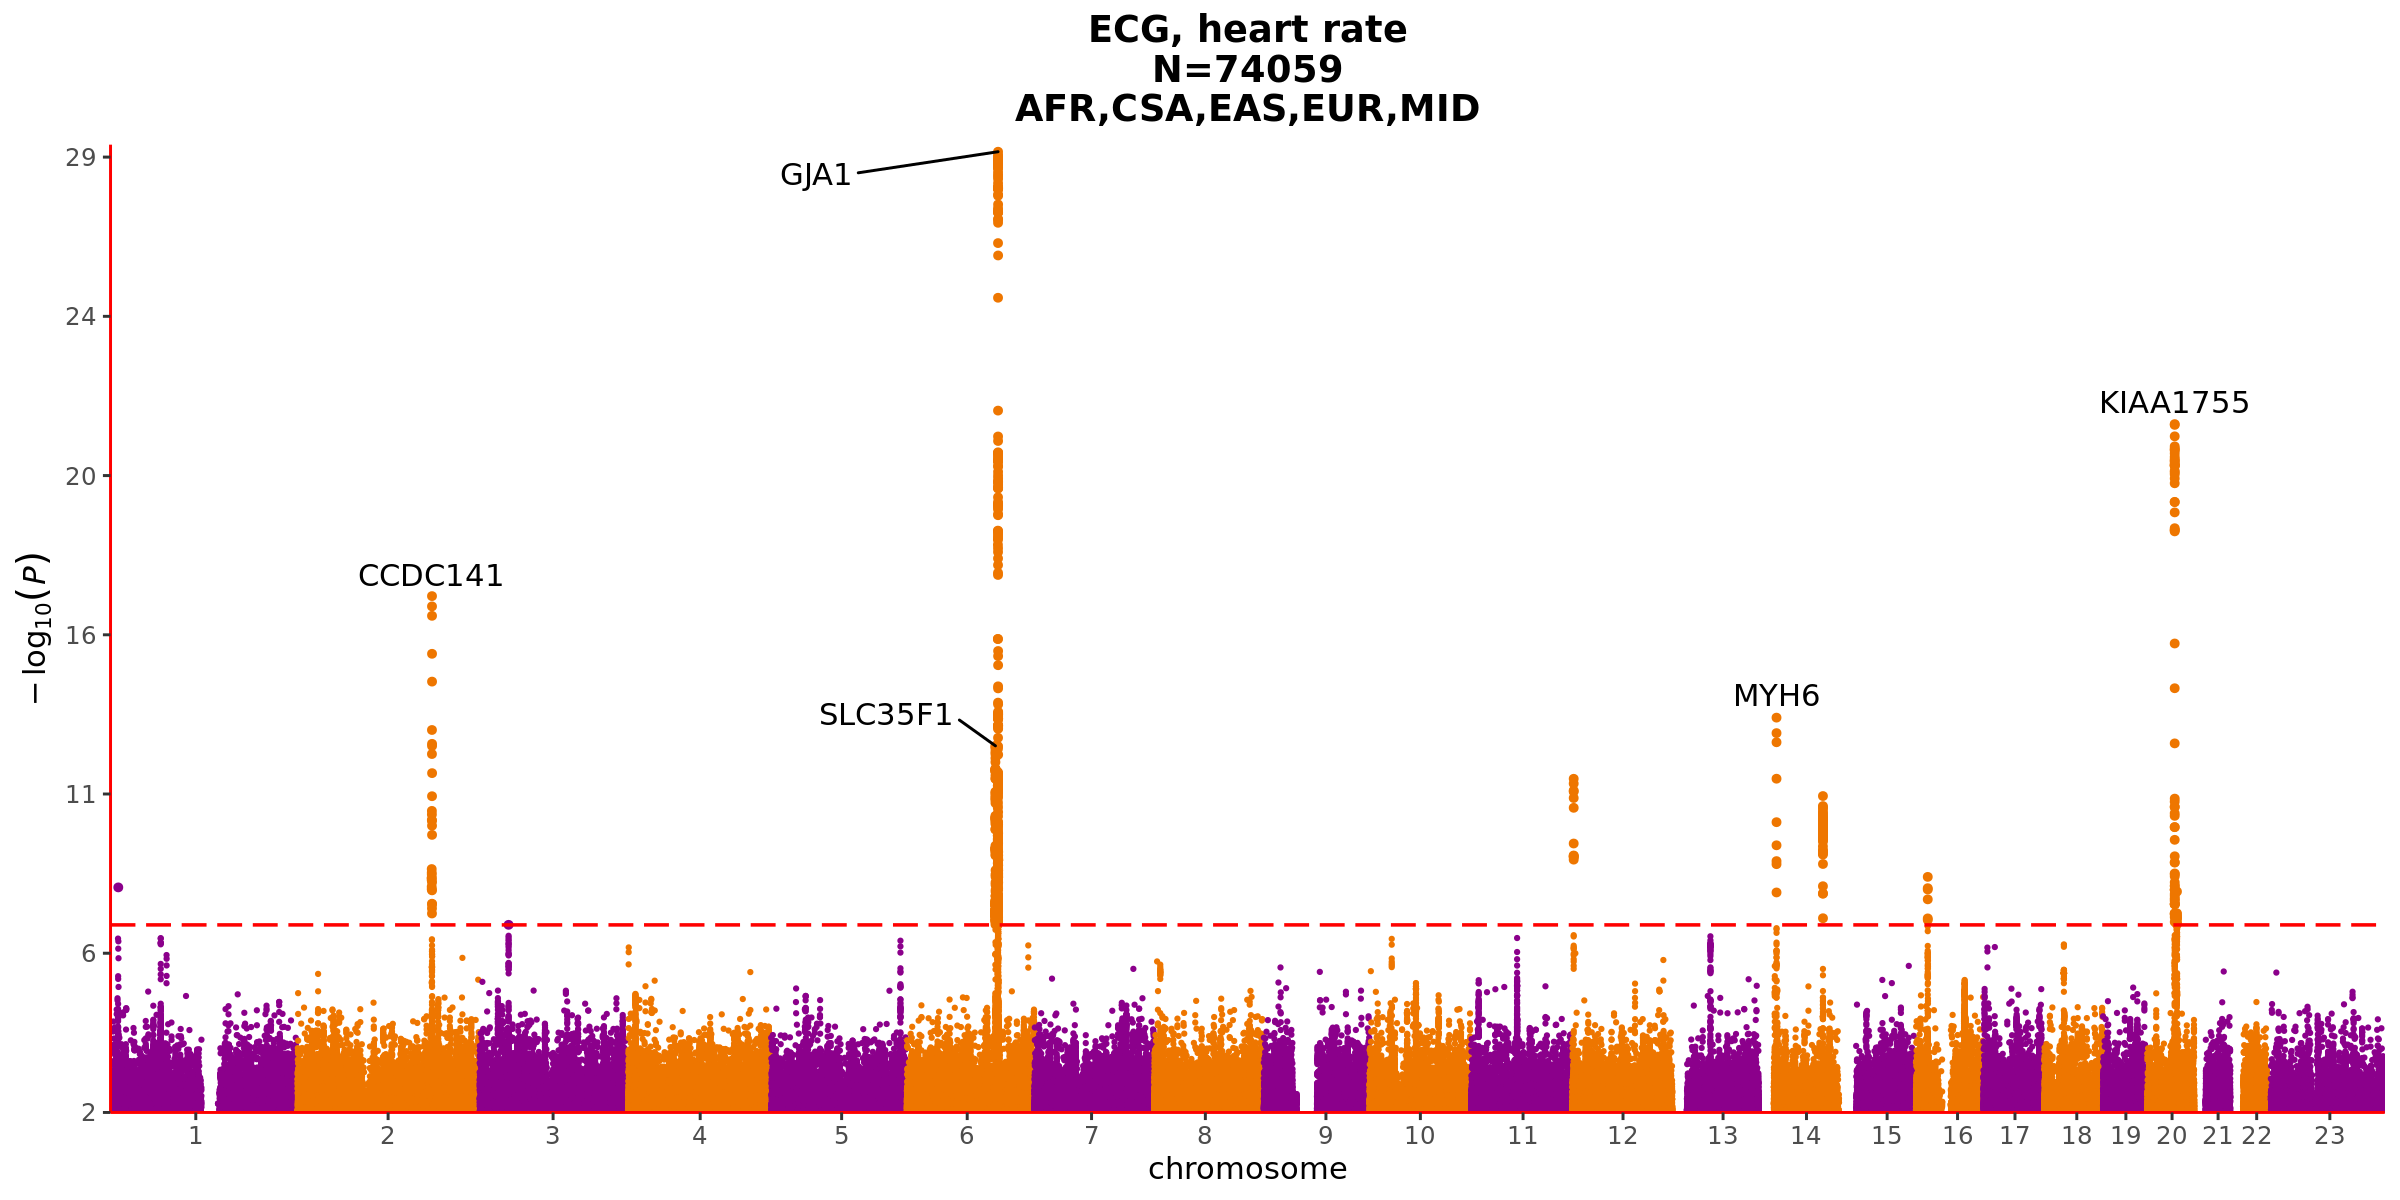 ECG, heart rate
N=74059
AFR,CSA,EAS,EUR,MID
29
24
20
16
11
6
2
−log10(P)
GJA1
KIAA1755
CCDC141
MYH6
SLC35F1
1 2 3 4 5 6 7 8 9 10 11 12 13 14 15 16 17 18 19 20 21 22 23
chromosome